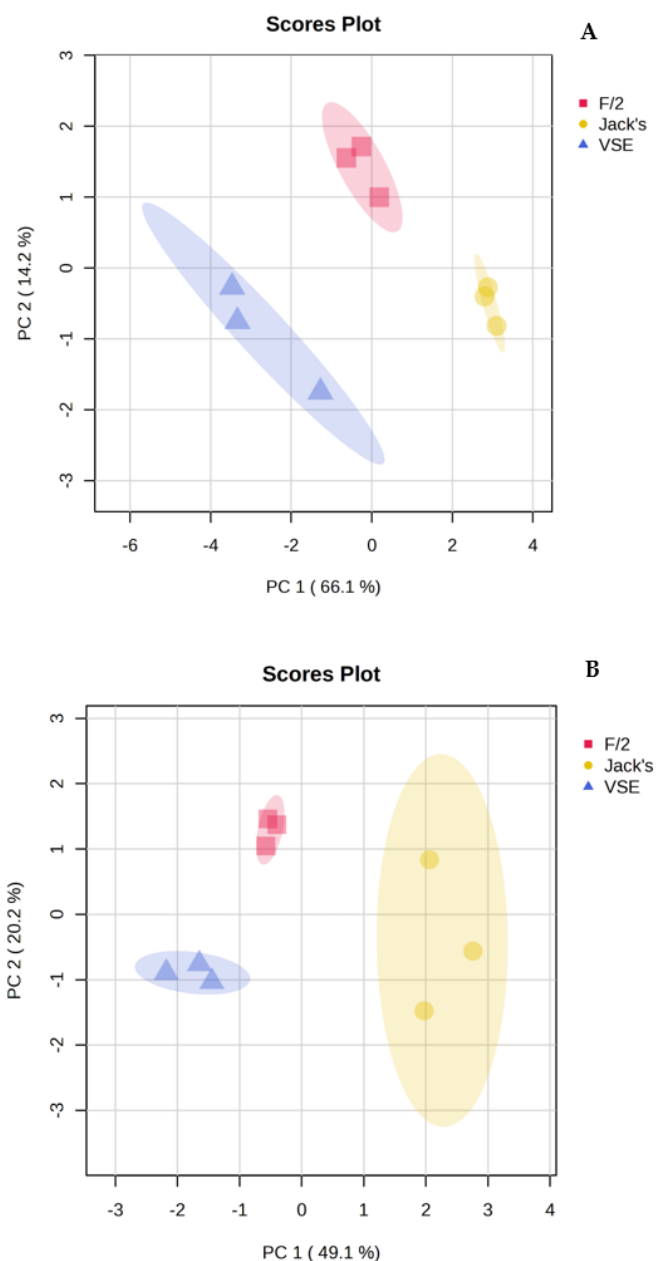 Scores Plot
A
F/2
Jack's
VSE
3
2
1
0
-1
-2
-3
PC 2 ( 14.2 %)
-6 -4 -2 0 2 4
PC 1 ( 66.1 %)
Scores Plot
B
F/2
Jack's
VSE
3
2
1
0
-1
-2
-3
PC 2 ( 20.2 %)
-3 -2 -1 0 1 2 3 4
PC 1 ( 49.1 %)